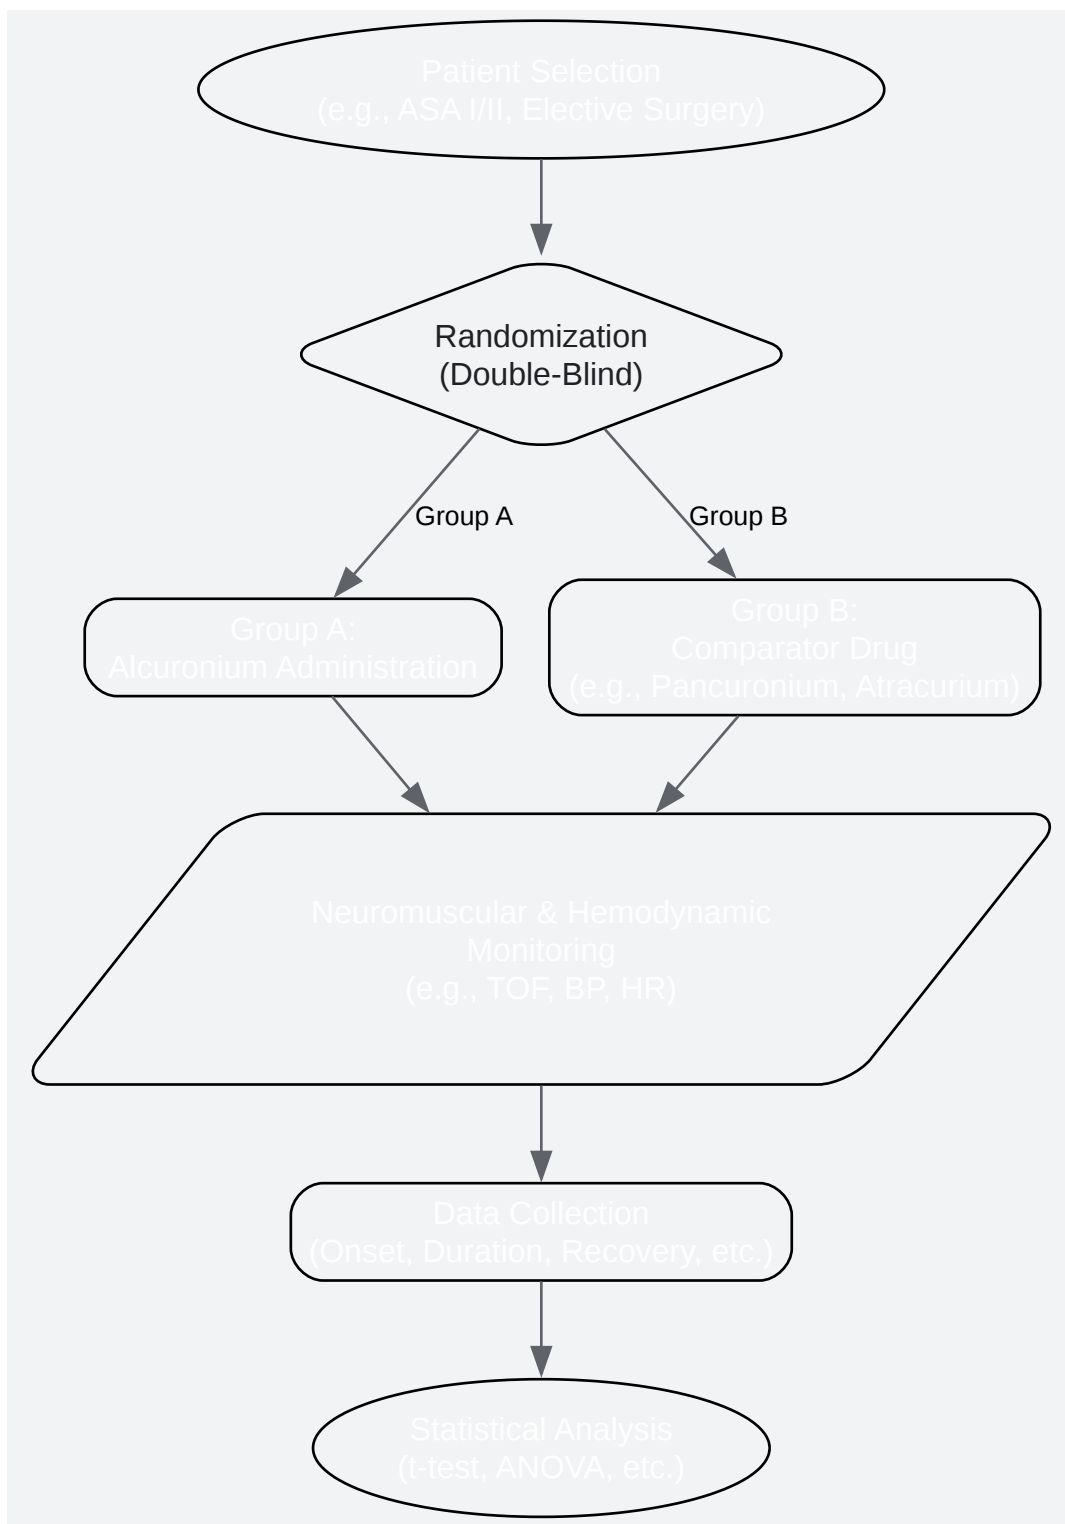 Patient Selection
(e.g., ASA I/II, Elective Surgery)
Randomization
(Double-Blind)
Group A
Group B
Group A:
Alcuronium Administration
Group B:
Comparator Drug
(e.g., Pancuronium, Atracurium)
Neuromuscular & Hemodynamic
Monitoring
(e.g., TOF, BP, HR)
Data Collection
(Onset, Duration, Recovery, etc.)
Statistical Analysis
(t-test, ANOVA, etc.)